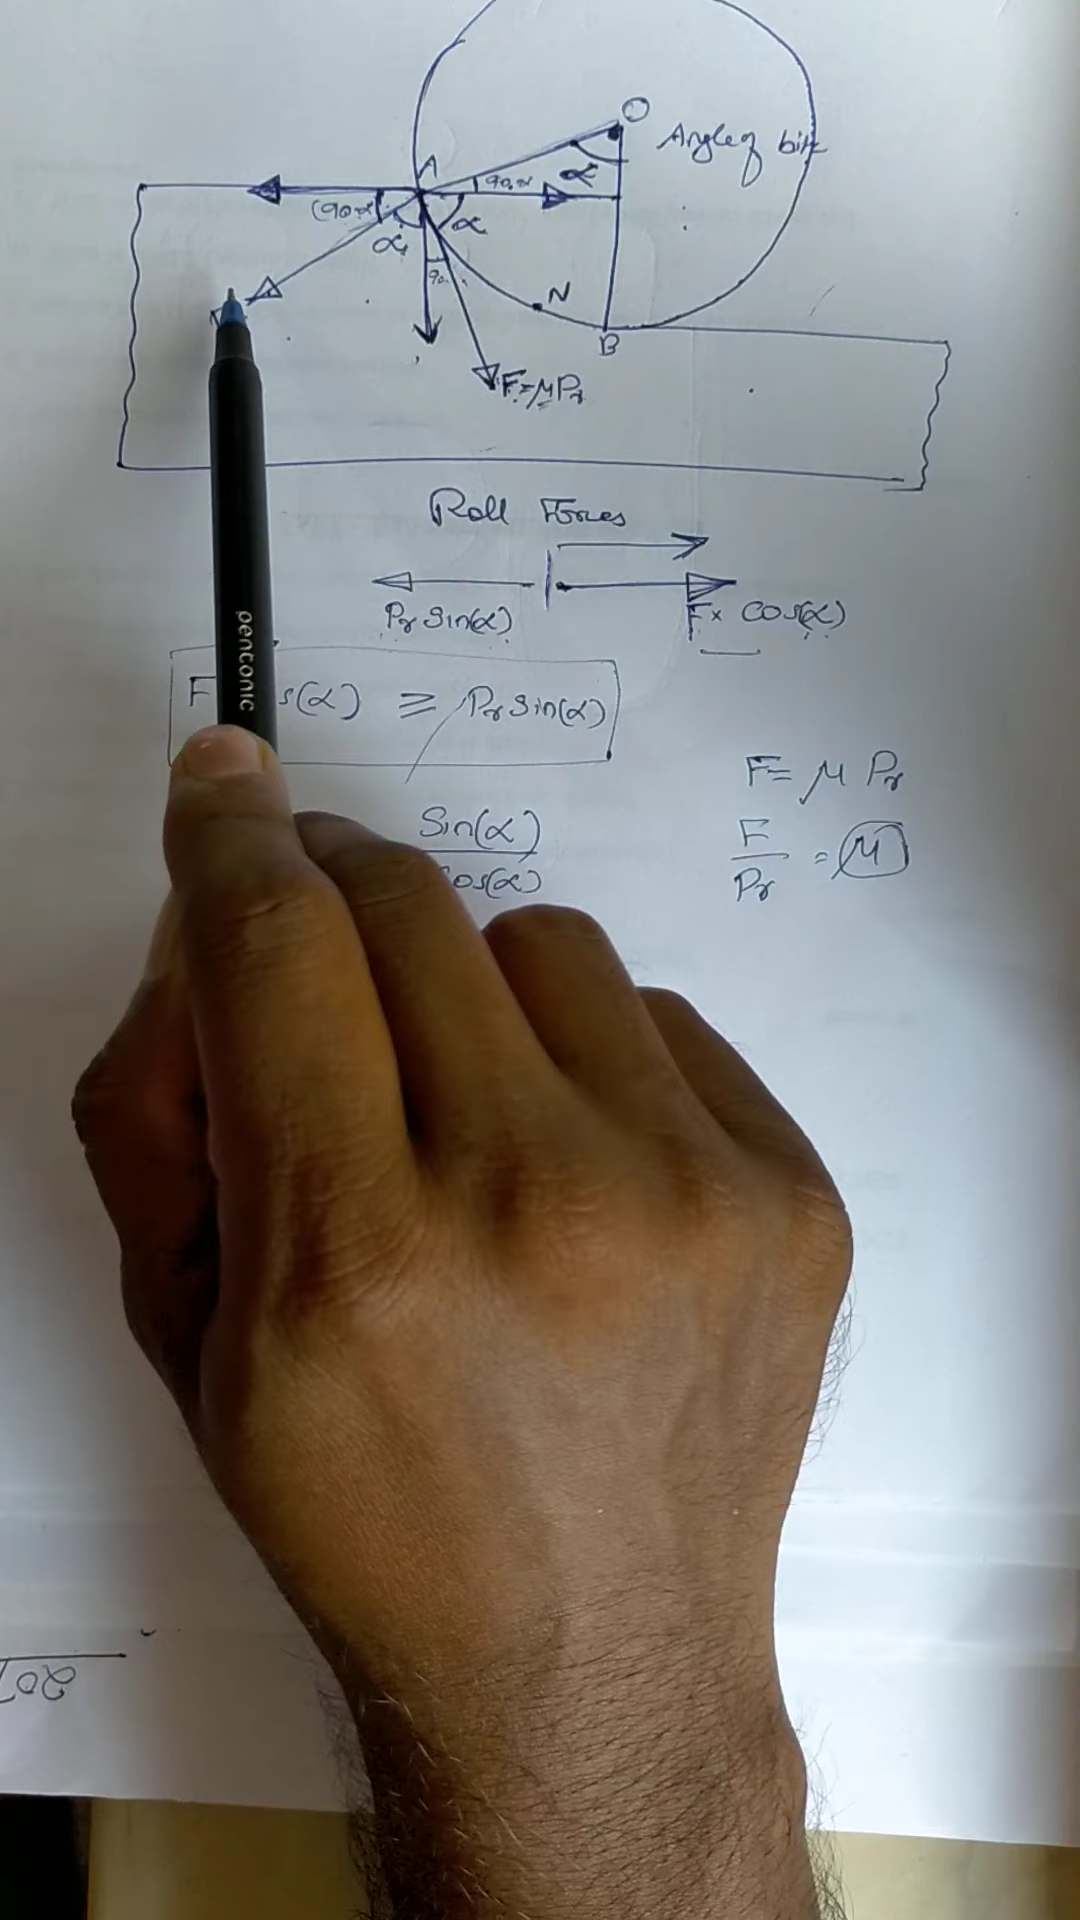 O
Angle of bite
A
90-α
α
(90-α
α
α
90-
N
B
F=μPr
Roll Forces
Pr Sin(α)
F× Cos(α)
F s(α) ≥ Pr Sin(α)
F= μ Pr
Sin(α)
os(α)
F
Pr
= μ
pentonic
207